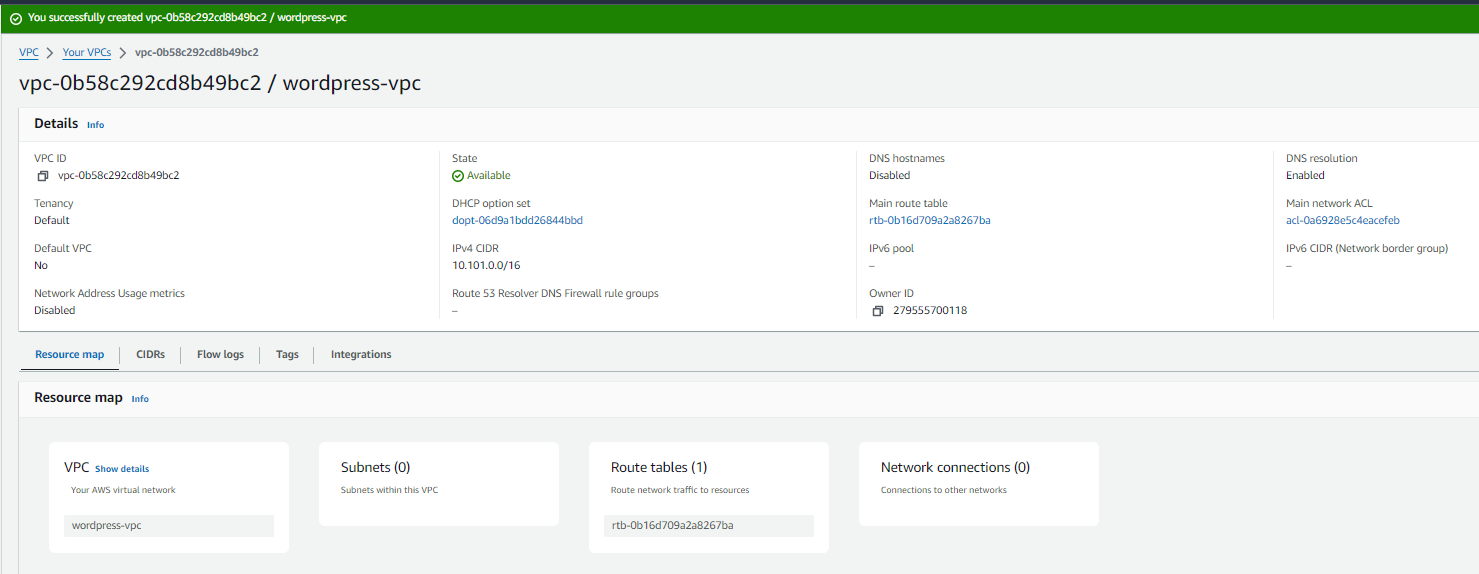 You successfully created vpc-0b58c292cd8b49bc2 / wordpress-vpc
VPC > Your VPCs > vpc-0b58c292cd8b49bc2
vpc-0b58c292cd8b49bc2 / wordpress-vpc
Details Info
VPC ID
vpc-0b58c292cd8b49bc2
State
Available
DNS hostnames
Disabled
DNS resolution
Enabled
Tenancy
Default
DHCP option set
dopt-06d9a1bdd26844bbd
Main route table
rtb-0b16d709a2a8267ba
Main network ACL
acl-0a6928e5c4eacefeb
Default VPC
No
IPv4 CIDR
10.101.0.0/16
IPv6 pool
–
IPv6 CIDR (Network border group)
–
Network Address Usage metrics
Disabled
Route 53 Resolver DNS Firewall rule groups
–
Owner ID
279555700118
Resource map CIDRs Flow logs Tags Integrations
Resource map Info
VPC Show details
Your AWS virtual network
wordpress-vpc
Subnets (0)
Subnets within this VPC
Route tables (1)
Route network traffic to resources
rtb-0b16d709a2a8267ba
Network connections (0)
Connections to other networks